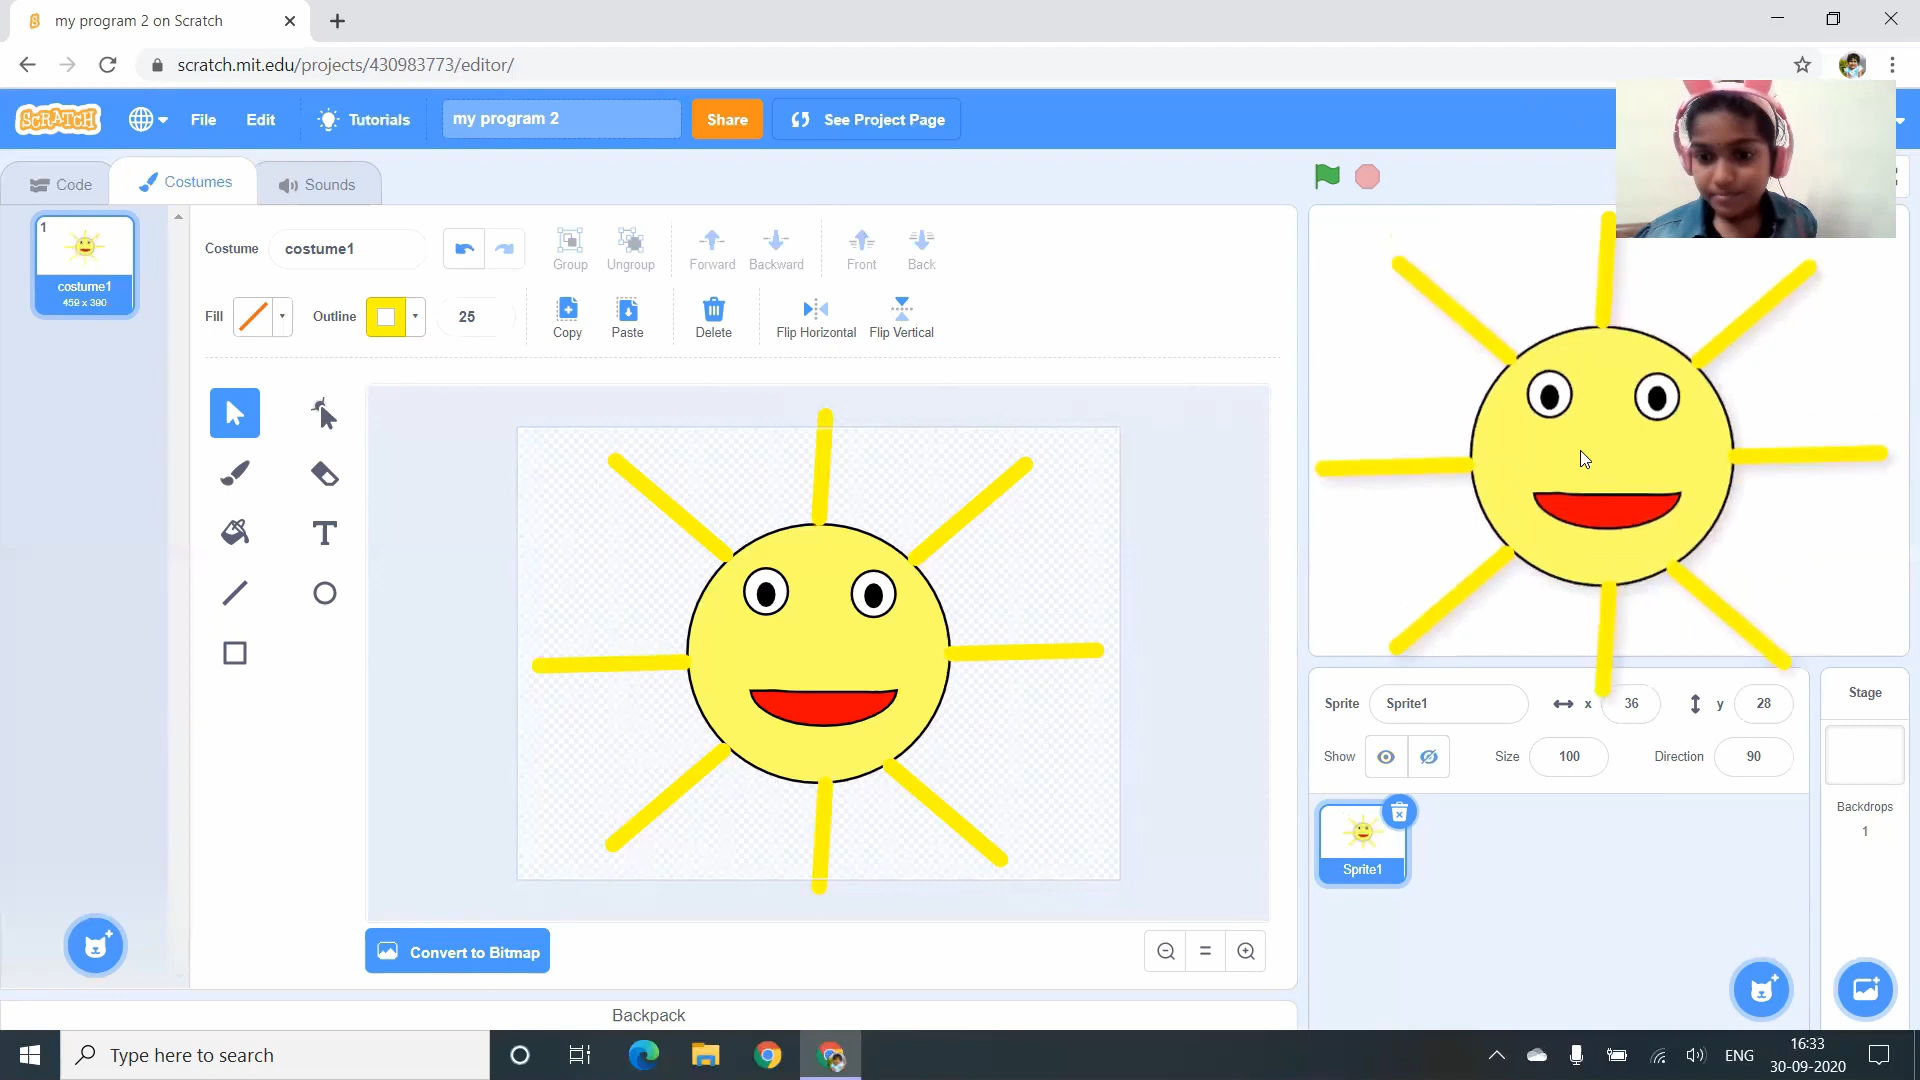 my program 2 on Scratch
scratch.mit.edu/projects/430983773/editor/
SCRATCH
File
Edit
Tutorials
my program 2
Share
See Project Page
Code
Costumes
Sounds
1
costume1
459 x 390
Costume
costume1
Group
Ungroup
Forward
Backward
Front
Back
Fill
Outline
25
Copy
Paste
Delete
Flip Horizontal
Flip Vertical
T
Convert to Bitmap
Backpack
Sprite
Sprite1
x
36
y
28
Show
Size
100
Direction
90
Sprite1
Stage
Backdrops
1
Type here to search
ENG
16:33
30-09-2020